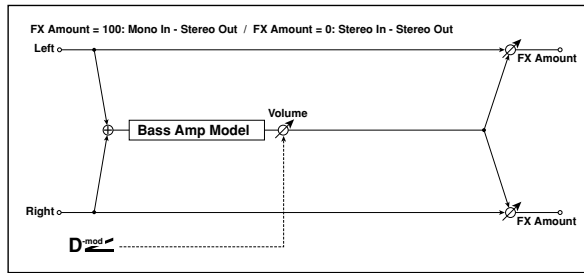 FX Amount = 100: Mono In - Stereo Out / FX Amount = 0: Stereo In - Stereo Out
Left
FX Amount
Volume
Bass Amp Model
Right
FX Amount
D-mod